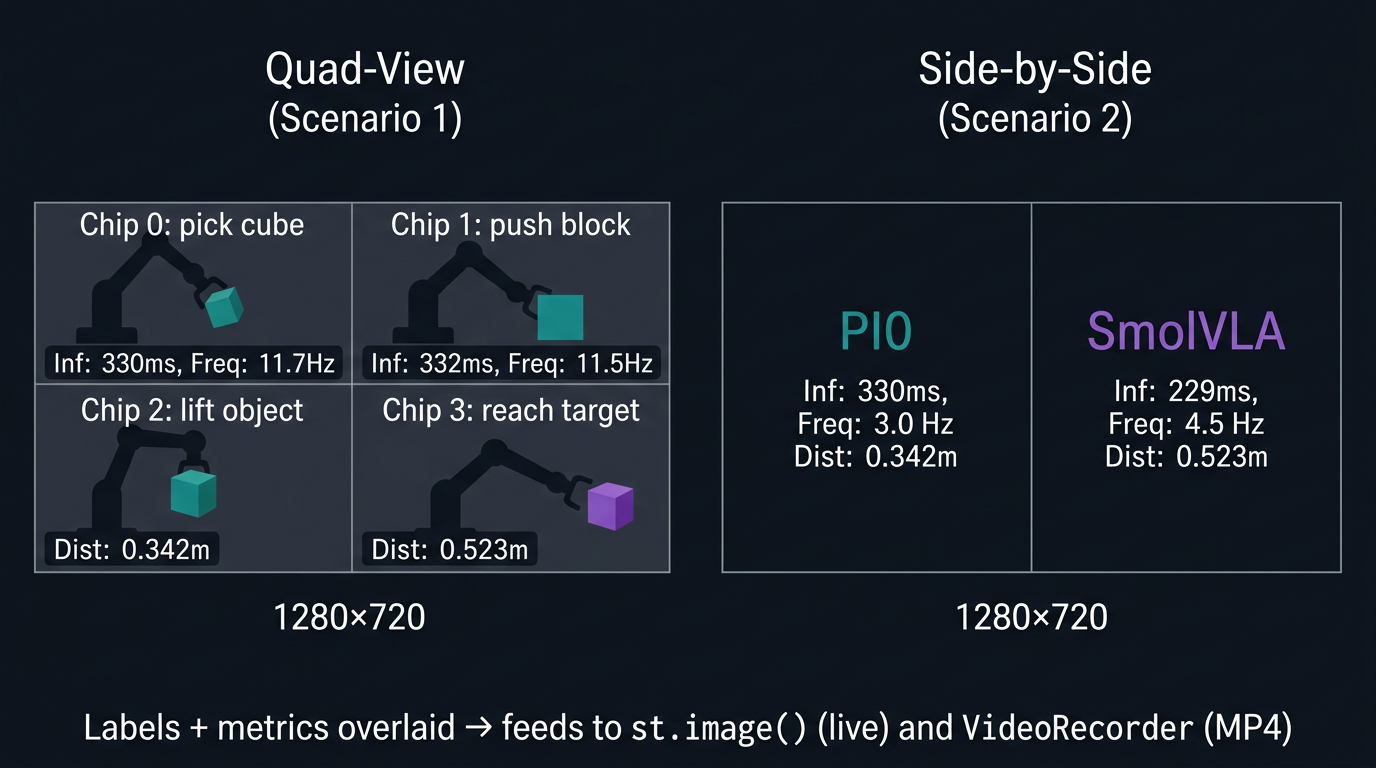 Quad-View
(Scenario 1)
Chip 0: pick cube
Chip 1: push block
Inf: 330ms, Freq: 11.7Hz
Inf: 332ms, Freq: 11.5Hz
Chip 2: lift object
Chip 3: reach target
Dist: 0.342m
Dist: 0.523m
1280×720
Side-by-Side
(Scenario 2)
PI0
Inf: 330ms,
Freq: 3.0 Hz
Dist: 0.342m
SmolVLA
Inf: 229ms,
Freq: 4.5 Hz
Dist: 0.523m
1280×720
Labels + metrics overlaid → feeds to st.image() (live) and VideoRecorder (MP4)